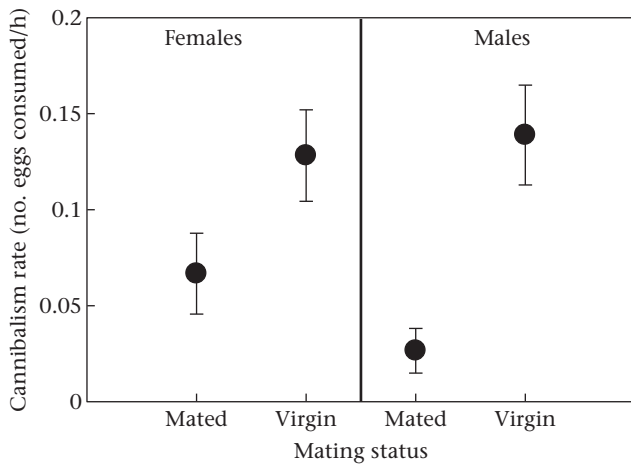 Cannibalism rate (no. eggs consumed/h)
0.2
0.15
0.1
0.05
0
Females
Males
Mated
Virgin
Mated
Virgin
Mating status